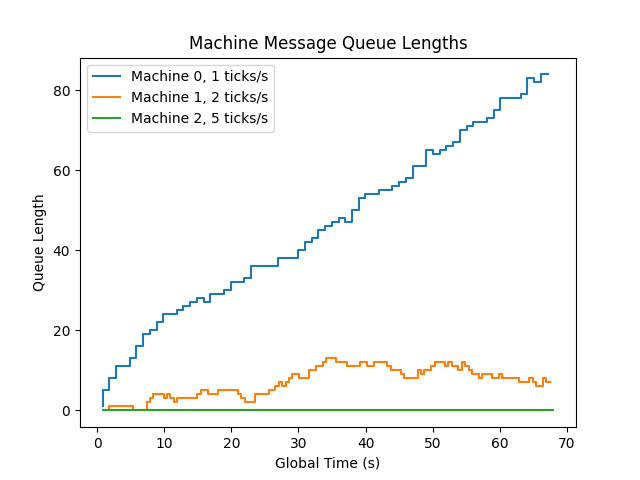 Machine Message Queue Lengths
Machine 0, 1 ticks/s
Machine 1, 2 ticks/s
Machine 2, 5 ticks/s
80
60
40
20
0
Queue Length
0 10 20 30 40 50 60 70
Global Time (s)